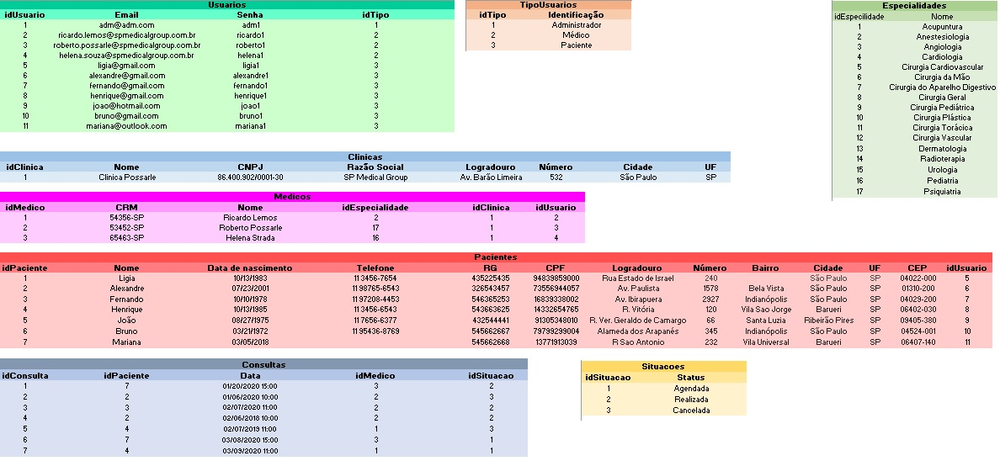 Usuarios
idUsuario Email Senha idTipo
1 adm@adm.com adm1 1
2 ricardo.lemos@spmedicalgroup.com.br ricardo1 2
3 roberto.possarle@spmedicalgroup.com.br roberto1 2
4 helena.souza@spmedicalgroup.com.br helena1 2
5 ligia@gmail.com ligia1 3
6 alexandre@gmail.com alexandre1 3
7 fernando@gmail.com fernando1 3
8 henrique@gmail.com henrique1 3
9 joao@hotmail.com joao1 3
10 bruno@gmail.com bruno1 3
11 mariana@outlook.com mariana1 3
TipoUsuarios
idTipo Identificação
1 Administrador
2 Médico
3 Paciente
Especialidades
idEspecilidade Nome
1 Acupuntura
2 Anestesiologia
3 Angiologia
4 Cardiologia
5 Cirurgia Cardiovascular
6 Cirurgia da Mão
7 Cirurgia do Aparelho Digestivo
8 Cirurgia Geral
9 Cirurgia Pediátrica
10 Cirurgia Plástica
11 Cirurgia Torácica
12 Cirurgia Vascular
13 Dermatologia
14 Radioterapia
15 Urologia
16 Pediatria
17 Psiquiatria
Clinicas
idClinica Nome CNPJ Razão Social Logradouro Número Cidade UF
1 Clinica Possarle 86.400.902/0001-30 SP Medical Group Av. Barão Limeira 532 São Paulo SP
Medicos
idMedico CRM Nome idEspecialidade idClinica idUsuario
1 54356-SP Ricardo Lemos 2 1 2
2 53452-SP Roberto Possarle 17 1 3
3 65463-SP Helena Strada 16 1 4
Pacientes
idPaciente Nome Data de nascimento Telefone RG CPF Logradouro Número Bairro Cidade UF CEP idUsuario
1 Ligia 10/13/1983 11 3456-7654 435225435 94839859000 Rua Estado de Israel 240 São Paulo SP 04022-000 5
2 Alexandre 07/23/2001 11 98765-6543 326543457 73556944057 Av. Paulista 1578 Bela Vista São Paulo SP 01310-200 6
3 Fernando 10/10/1978 11 97208-4453 546365253 16839338002 Av. Ibirapuera 2927 Indianópolis São Paulo SP 04029-200 7
4 Henrique 10/13/1985 11 3456-6543 543663625 14332654765 R. Vitória 120 Vila Sao Jorge Barueri SP 06402-030 8
5 João 08/27/1975 11 7656-6377 432544441 91305348010 R. Ver. Geraldo de Camargo 66 Santa Luzia Ribeirão Pires SP 09405-380 9
6 Bruno 03/21/1972 11 95436-8769 545662667 79799299004 Alameda dos Arapanés 345 Indianópolis São Paulo SP 04524-001 10
7 Mariana 03/05/2018 545662668 13771913039 R Sao Antonio 232 Vila Universal Barueri SP 06407-140 11
Consultas
idConsulta idPaciente Data idMedico idSituacao
1 7 01/20/2020 15:00 3 2
2 2 01/06/2020 10:00 2 3
3 3 02/07/2020 11:00 2 2
4 2 02/06/2018 10:00 2 2
5 4 02/07/2019 11:00 1 3
6 7 03/08/2020 15:00 3 1
7 4 03/09/2020 11:00 1 1
Situacoes
idSituacao Status
1 Agendada
2 Realizada
3 Cancelada